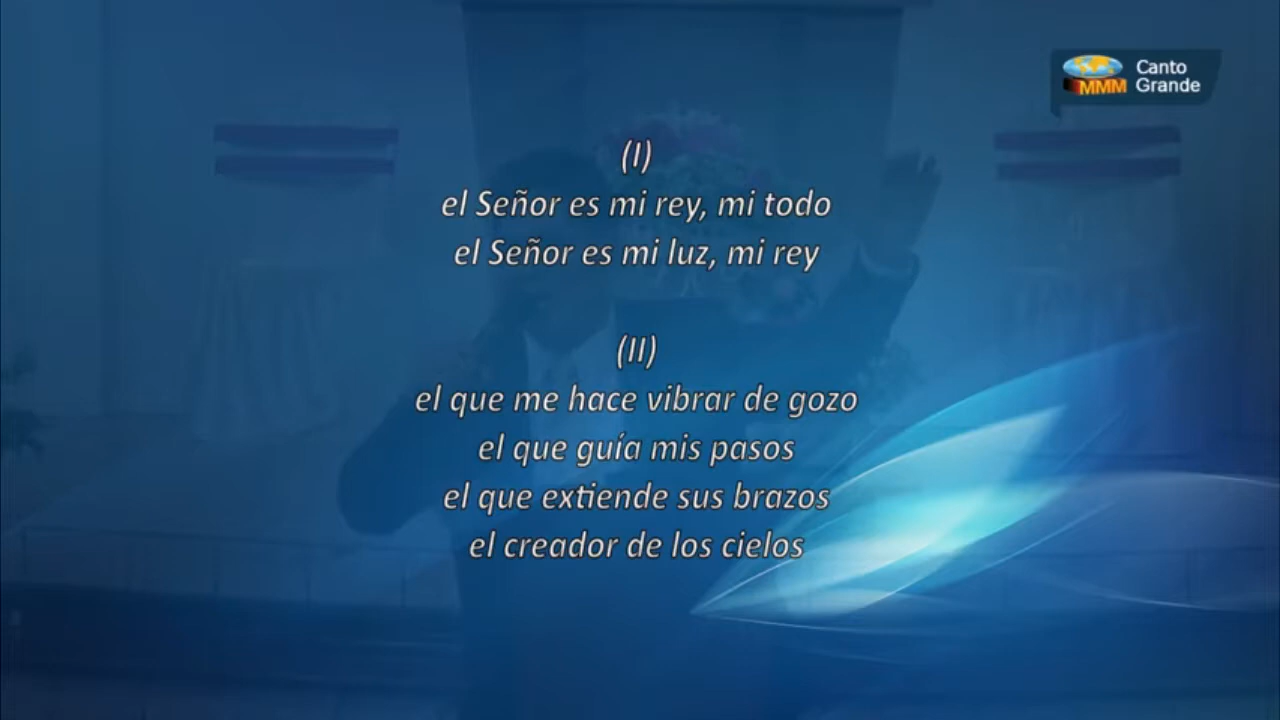 Canto
Grande
MMM
(I)
el Señor es mi rey, mi todo
el Señor es mi luz, mi rey
(II)
el que me hace vibrar de gozo
el que guía mis pasos
el que extiende sus brazos
el creador de los cielos